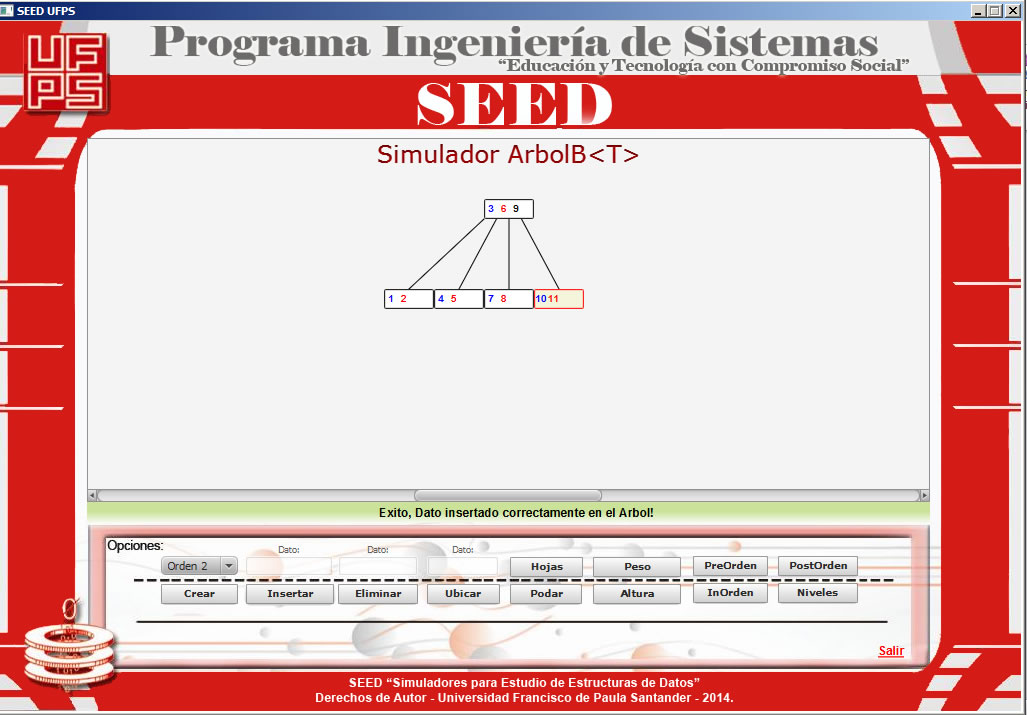 SEED UFPS
UFPS
Programa Ingeniería de Sistemas
“Educación y Tecnología con Compromiso Social”
SEED
Simulador ArbolB<T>
3 6 9
1 2 4 5 7 8 10 11
Exito, Dato insertado correctamente en el Arbol!
Opciones:
Dato: Dato: Dato:
Orden 2 Hojas Peso PreOrden PostOrden
Crear Insertar Eliminar Ubicar Podar Altura InOrden Niveles
Salir
SEED “Simuladores para Estudio de Estructuras de Datos”
Derechos de Autor - Universidad Francisco de Paula Santander - 2014.